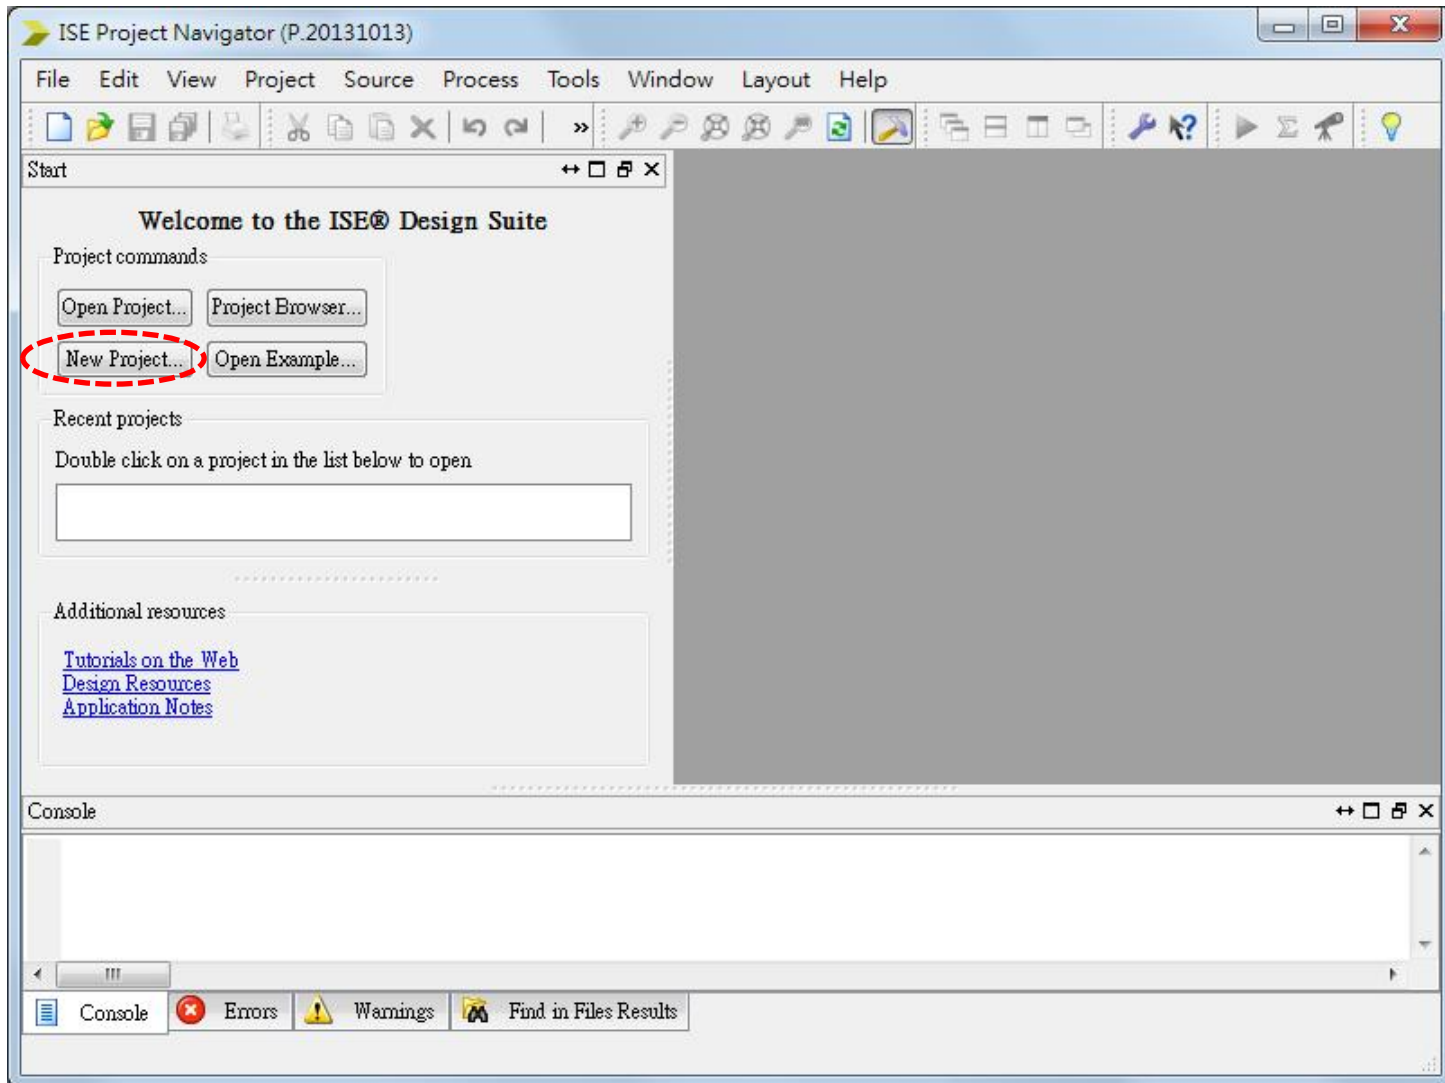 ISE Project Navigator (P.20131013)
File Edit View Project Source Process Tools Window Layout Help
Start
Welcome to the ISE® Design Suite
Project commands
Open Project... Project Browser...
New Project... Open Example...
Recent projects
Double click on a project in the list below to open
Additional resources
Tutorials on the Web
Design Resources
Application Notes
Console
Console Errors Warnings Find in Files Results